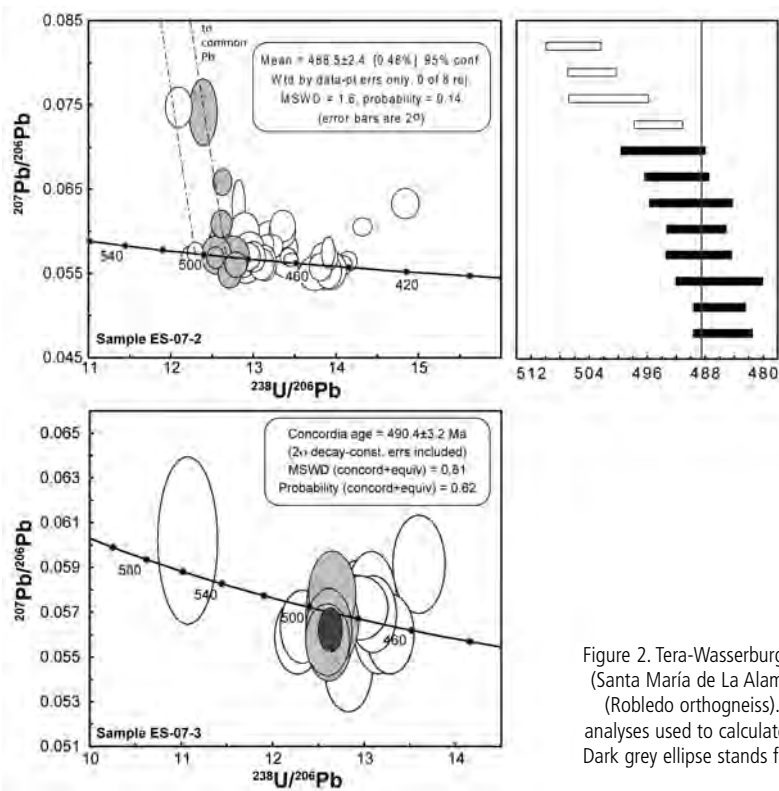 0.085
0.075
0.065
0.055
0.045
207Pb/206Pb
to
common
Pb
Mean = 488.5±2.4 [0.48%] 95% conf
Wtd by data-pt errs only, 0 of 8 rej.
MSWD = 1.6, probability = 0.14
(error bars are 2σ)
540
500
460
420
Sample ES-07-2
11 12 13 14 15
238U/206Pb
512 504 496 488 480
0.065
0.063
0.061
0.059
0.057
0.055
0.053
0.051
207Pb/206Pb
Concordia age = 490.4±3.2 Ma
(2σ decay-const. errs included)
MSWD (concord+equiv) = 0.81
Probability (concord+equiv) = 0.62
580
540
500
460
Sample ES-07-3
10 11 12 13 14
238U/206Pb
Figure 2. Tera-Wasserburg
(Santa María de La Alam
(Robledo orthogneiss).
analyses used to calculate
Dark grey ellipse stands f